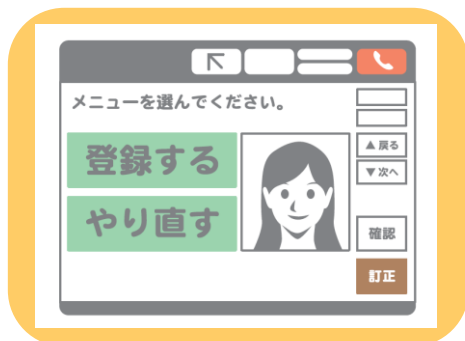 メニューを選んでください。
登録する
やり直す
▲戻る
▼次へ
確認
訂正